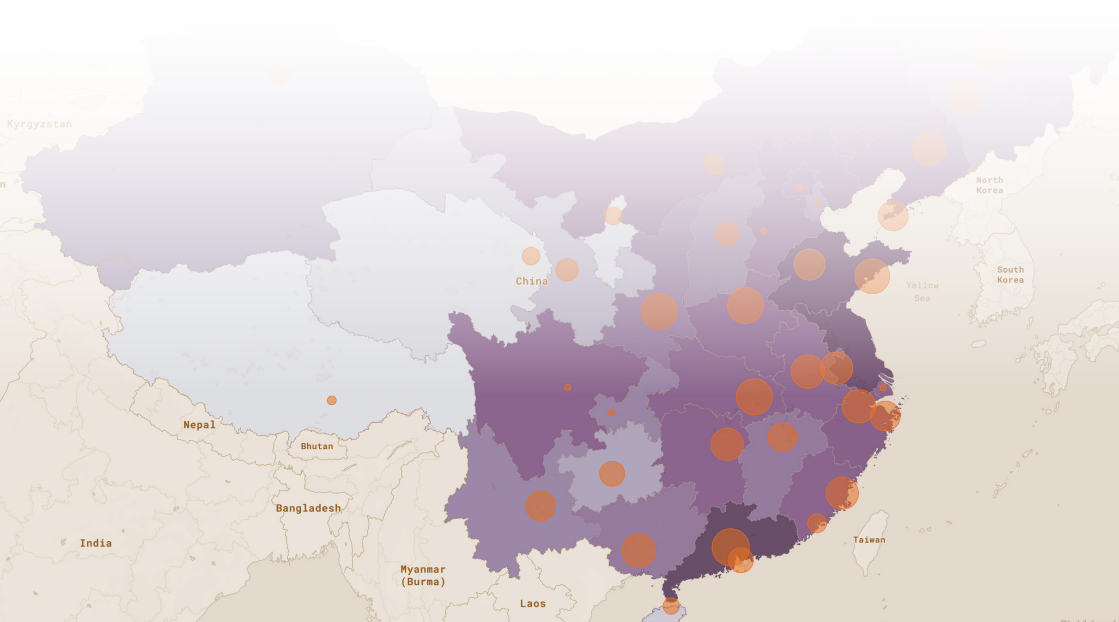 Kyrgyzstan
North
Korea
South
Korea
China
Yellow
Sea
Nepal
Bhutan
Bangladesh
India
Taiwan
Myanmar
(Burma)
Laos